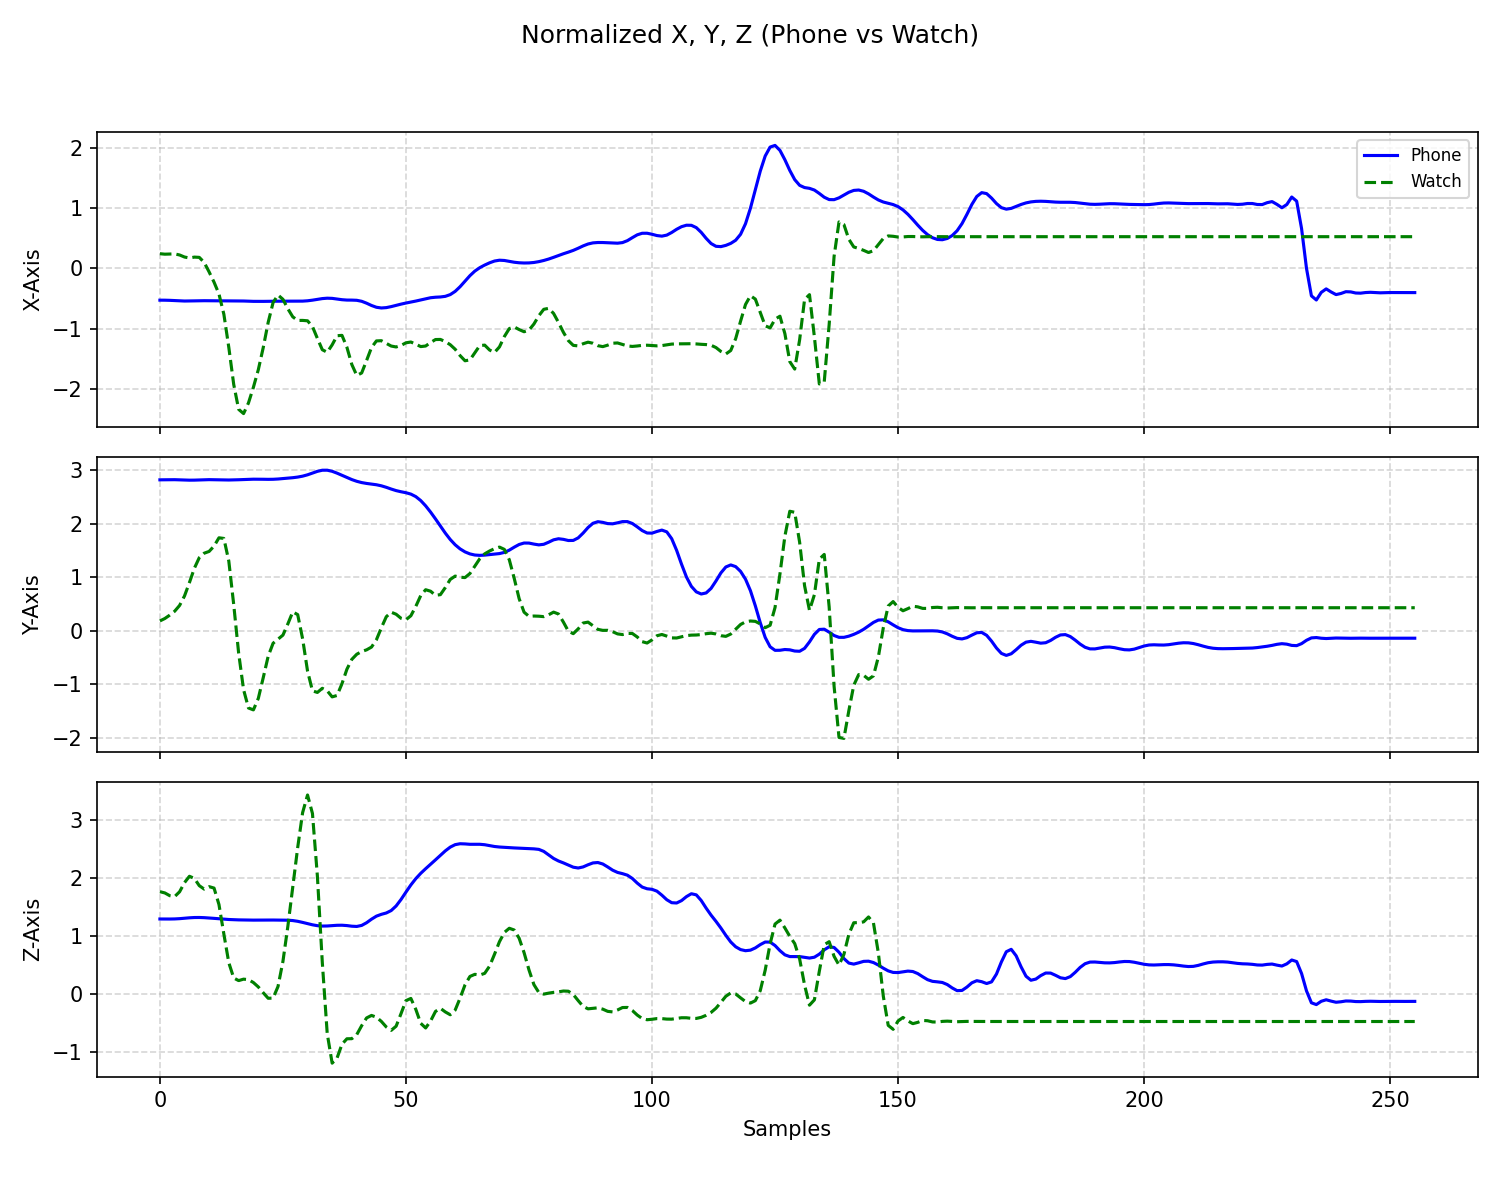 Normalized X, Y, Z (Phone vs Watch)
2
1
0
−1
−2
X-Axis
Phone
Watch
3
2
1
0
−1
−2
Y-Axis
3
2
1
0
−1
Z-Axis
0 50 100 150 200 250
Samples